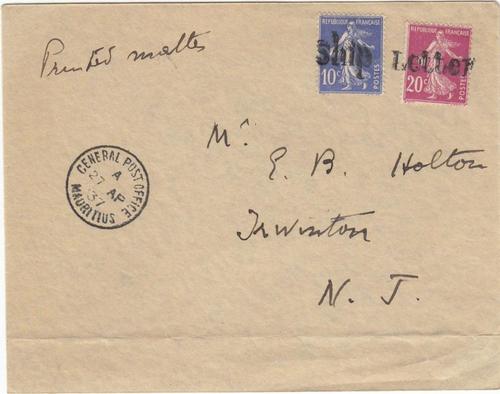 Printed matter
REPUBLIQUE FRANÇAISE
10c
POSTES
REPUBLIQUE FRANÇAISE
20c
POSTES
Ship Letter
GENERAL POST OFFICE
A
27 AP
37
MAURITIUS
Mr.
E. B. Holton
N. J.